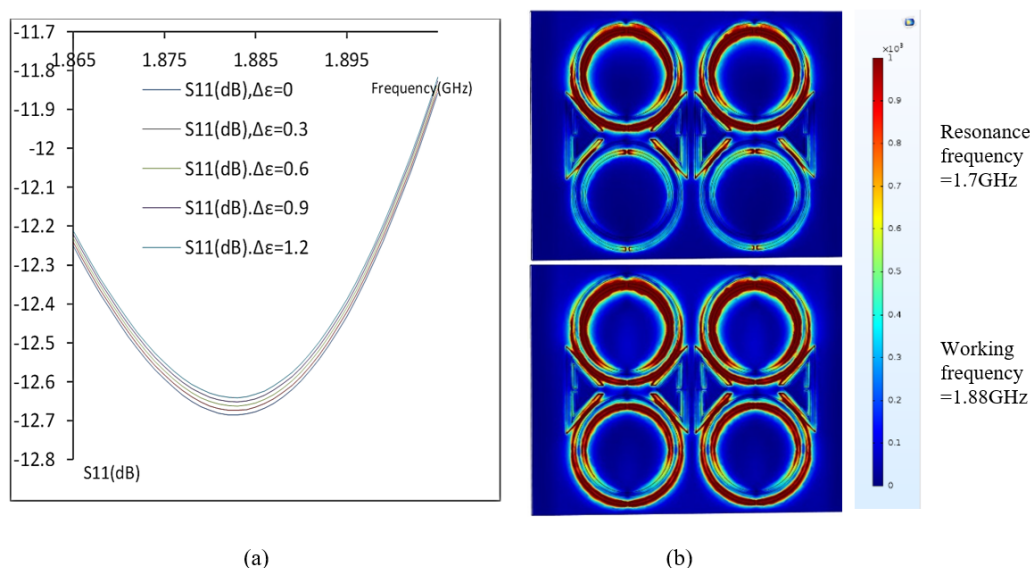 -11.7
-11.8
-11.9
-12
-12.1
-12.2
-12.3
-12.4
-12.5
-12.6
-12.7
-12.8
1.865
1.875
1.885
1.895
Frequency(GHz)
S11(dB),Δε=0
S11(dB),Δε=0.3
S11(dB).Δε=0.6
S11(dB).Δε=0.9
S11(dB).Δε=1.2
S11(dB)
(a)
×10³
1
0.9
0.8
0.7
0.6
0.5
0.4
0.3
0.2
0.1
0
Resonance
frequency
=1.7GHz
Working
frequency
=1.88GHz
(b)